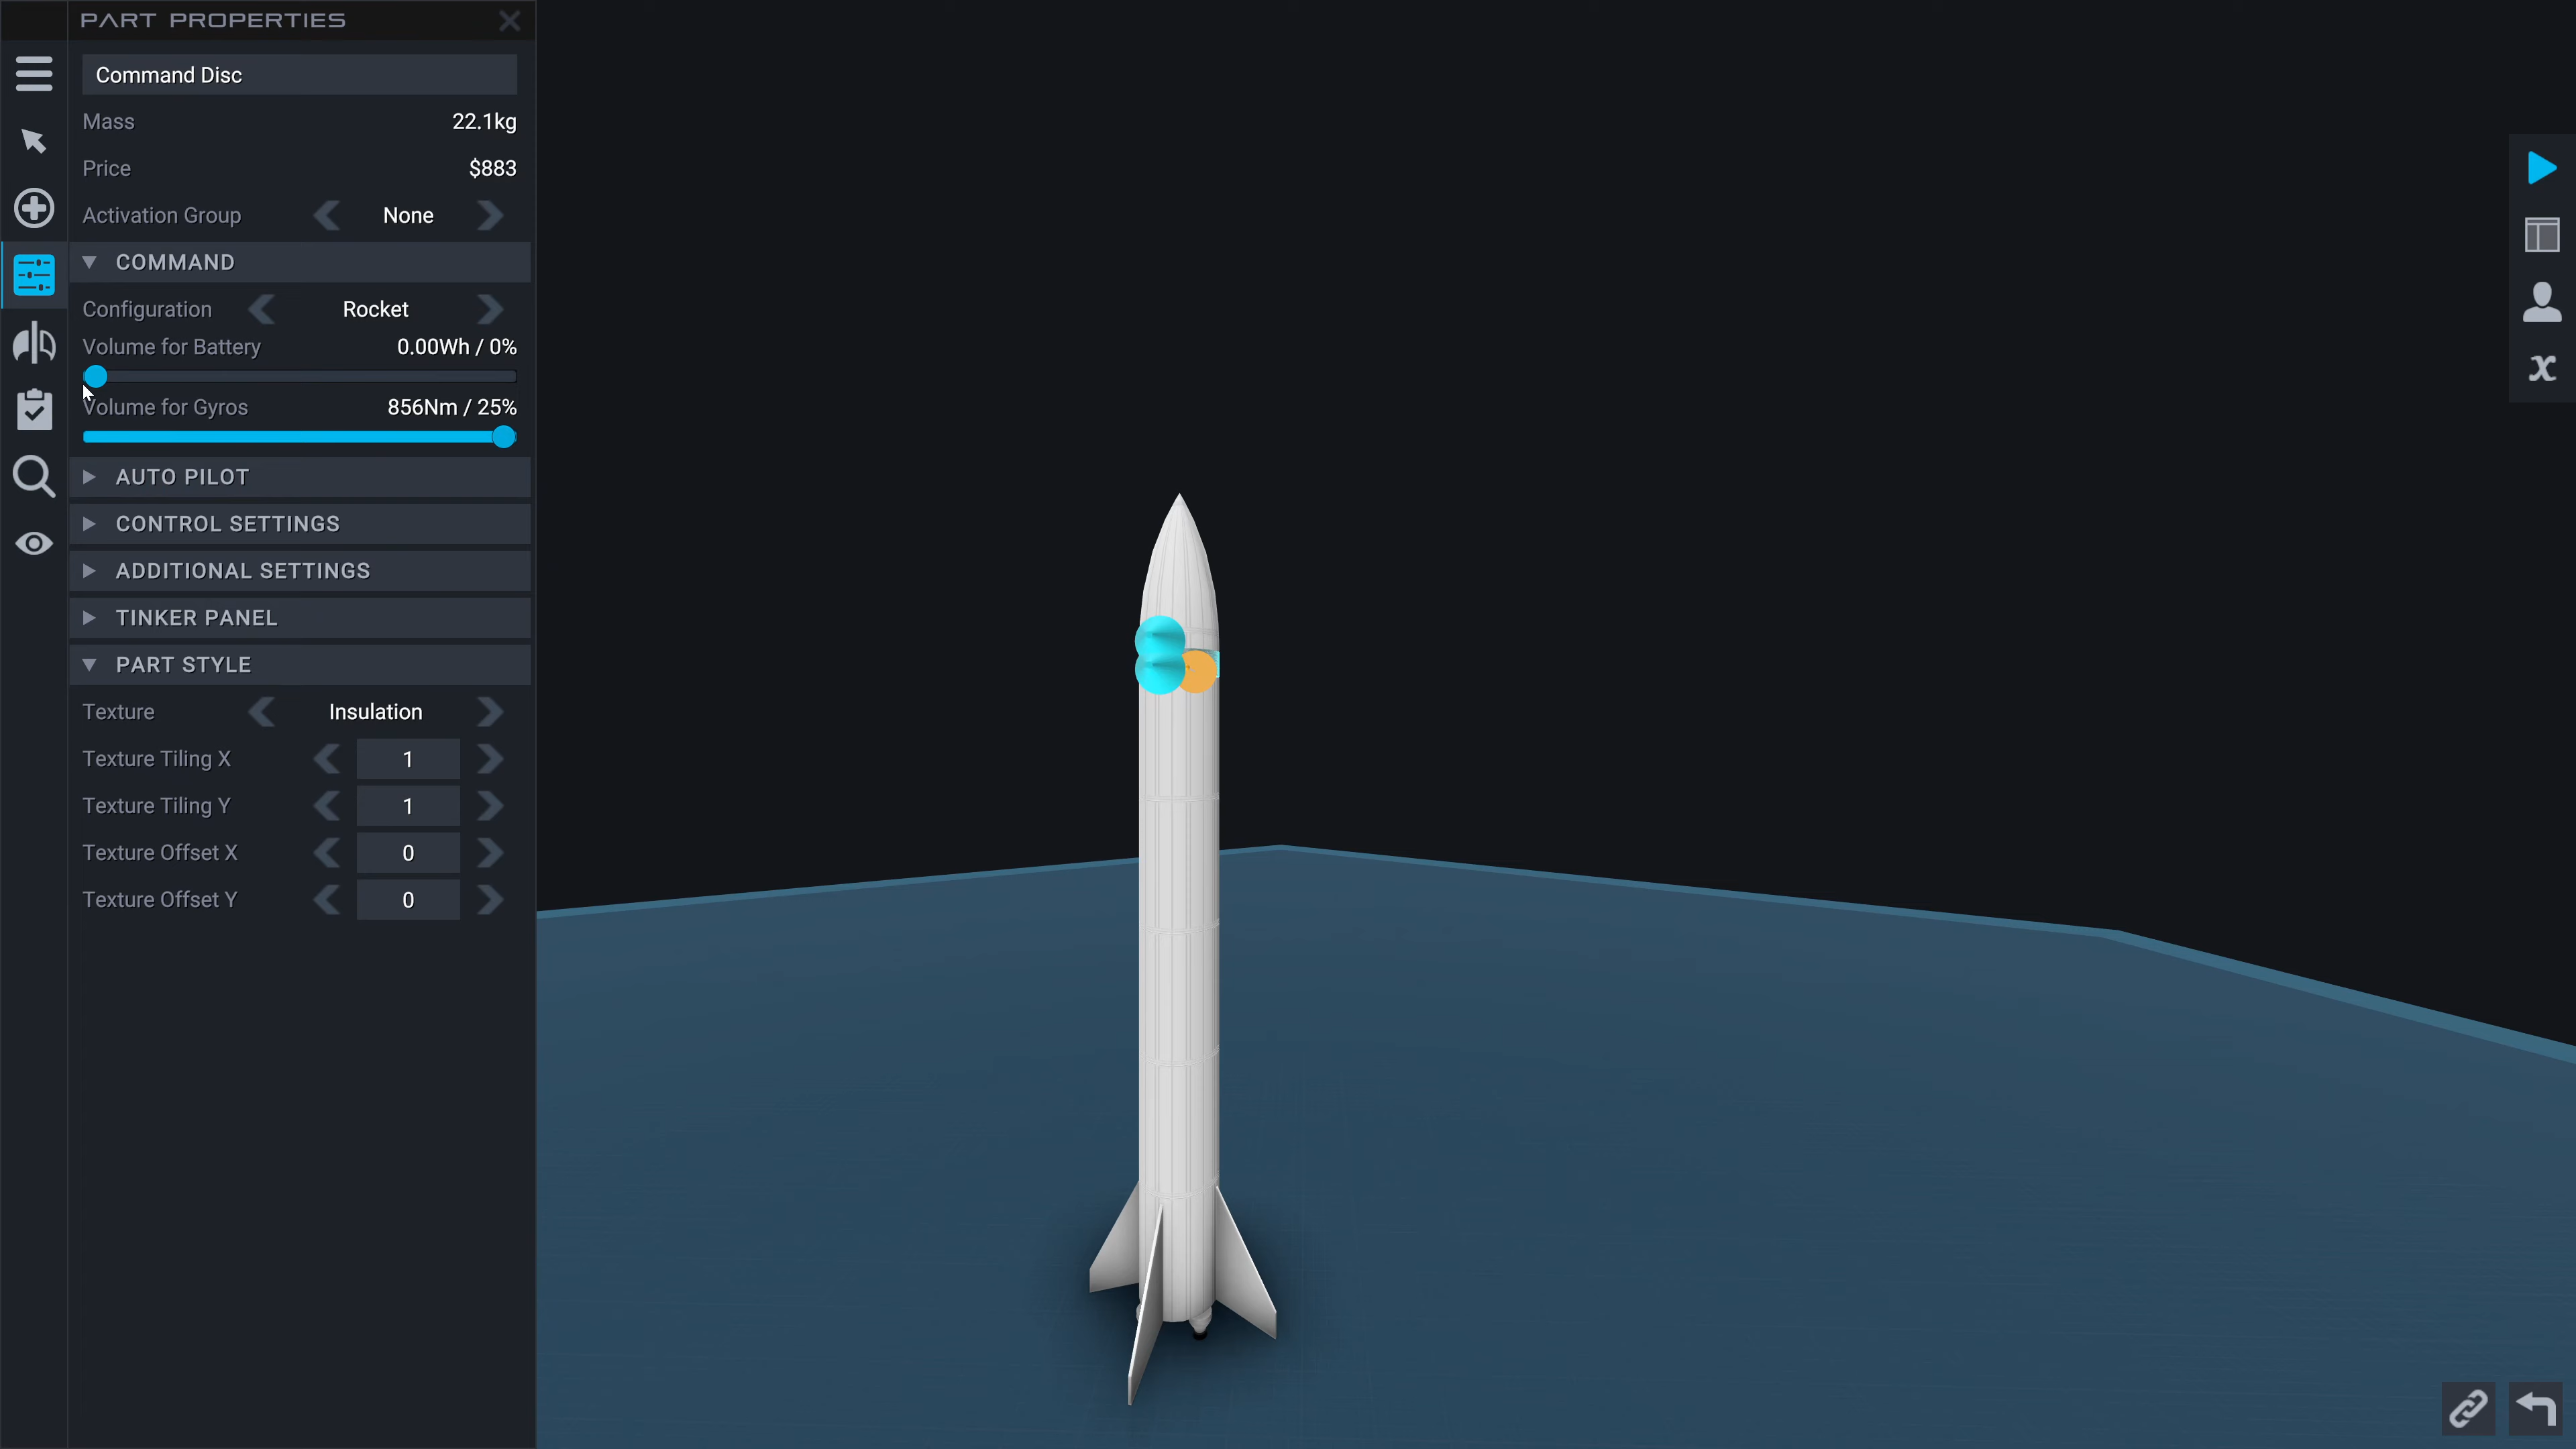 PART PROPERTIES
Command Disc
Mass 22.1kg
Price $883
Activation Group None
COMMAND
Configuration Rocket
Volume for Battery 0.00Wh / 0%
Volume for Gyros 856Nm / 25%
AUTO PILOT
CONTROL SETTINGS
ADDITIONAL SETTINGS
TINKER PANEL
PART STYLE
Texture Insulation
Texture Tiling X 1
Texture Tiling Y 1
Texture Offset X 0
Texture Offset Y 0
x